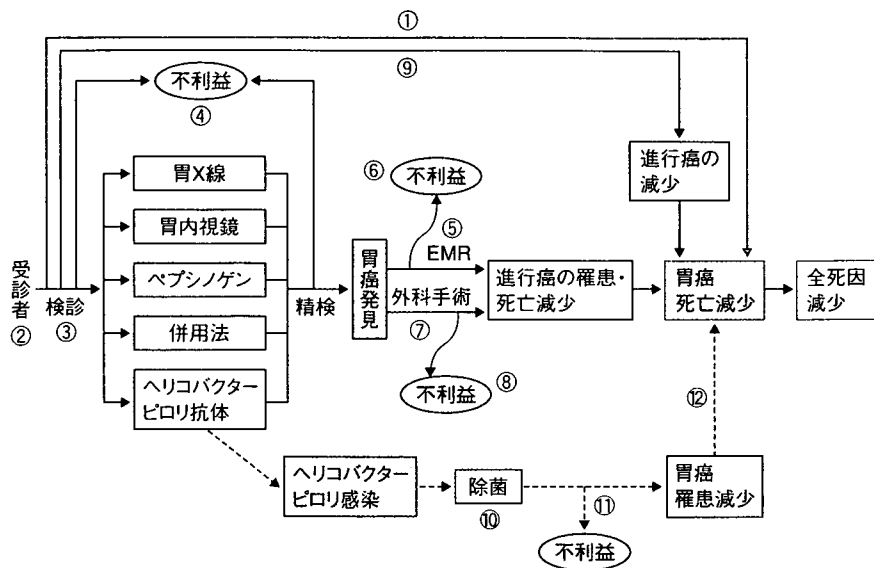 ①
⑨
不利益
④
胃X線
胃内視鏡
ペプシノゲン
併用法
ヘリコバクター
ピロリ抗体
受診者
②
検診
③
精検
胃癌発見
⑥
不利益
⑤
EMR
外科手術
⑦
不利益
⑧
進行癌の罹患・
死亡減少
進行癌の
減少
胃癌
死亡減少
全死因
減少
⑫
ヘリコバクター
ピロリ感染
除菌
⑩
⑪
不利益
胃癌
罹患減少